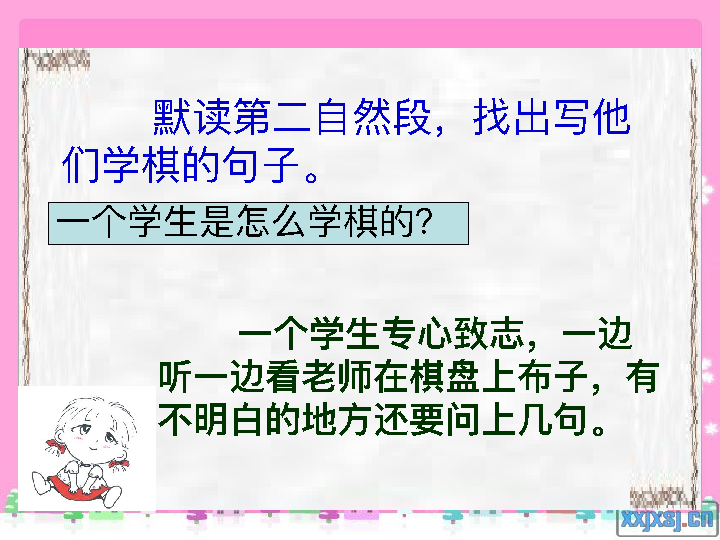 默读第二自然段，找出写他
们学棋的句子。
一个学生是怎么学棋的?
一个学生专心致志，一边
听一边看老师在棋盘上布子，有
不明白的地方还要问上几句。
xxjxsj.cn